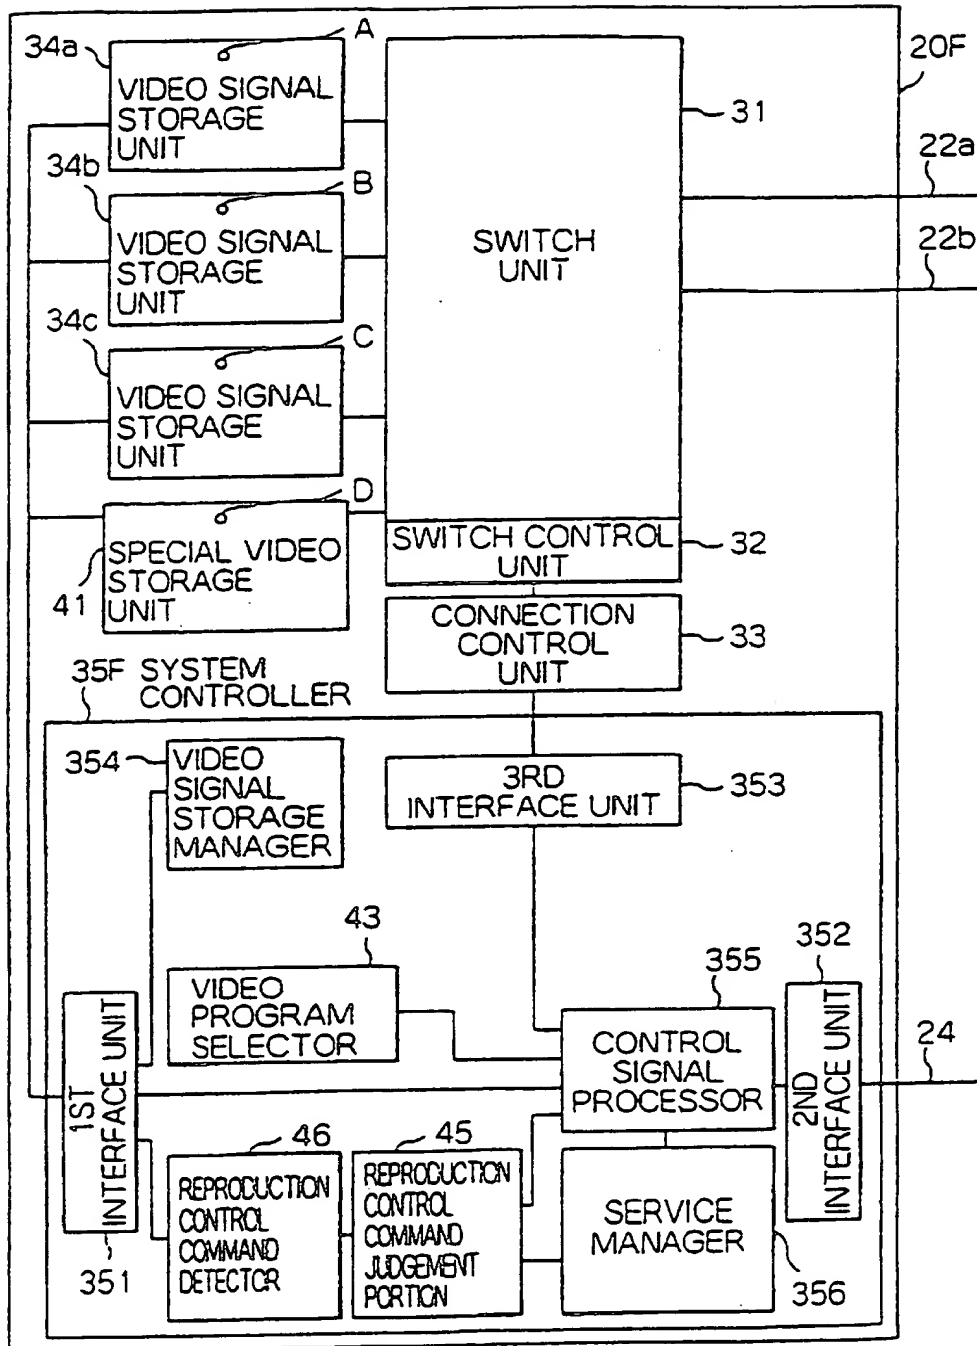 A
34a
VIDEO SIGNAL
STORAGE
UNIT
20F
31
22a
34b
B
VIDEO SIGNAL
STORAGE
UNIT
SWITCH
UNIT
22b
34c
C
VIDEO SIGNAL
STORAGE
UNIT
D
SPECIAL VIDEO
STORAGE
UNIT
41
SWITCH CONTROL
UNIT
32
CONNECTION
CONTROL
UNIT
33
35F SYSTEM
CONTROLLER
354
VIDEO
SIGNAL
STORAGE
MANAGER
3RD
INTERFACE UNIT
353
43
VIDEO
PROGRAM
SELECTOR
355
352
CONTROL
SIGNAL
PROCESSOR
2ND
INTERFACE UNIT
24
1ST
INTERFACE UNIT
351
46
REPRODUCTION
CONTROL
COMMAND
DETECTOR
45
REPRODUCTION
CONTROL
COMMAND
JUDGEMENT
PORTION
SERVICE
MANAGER
356